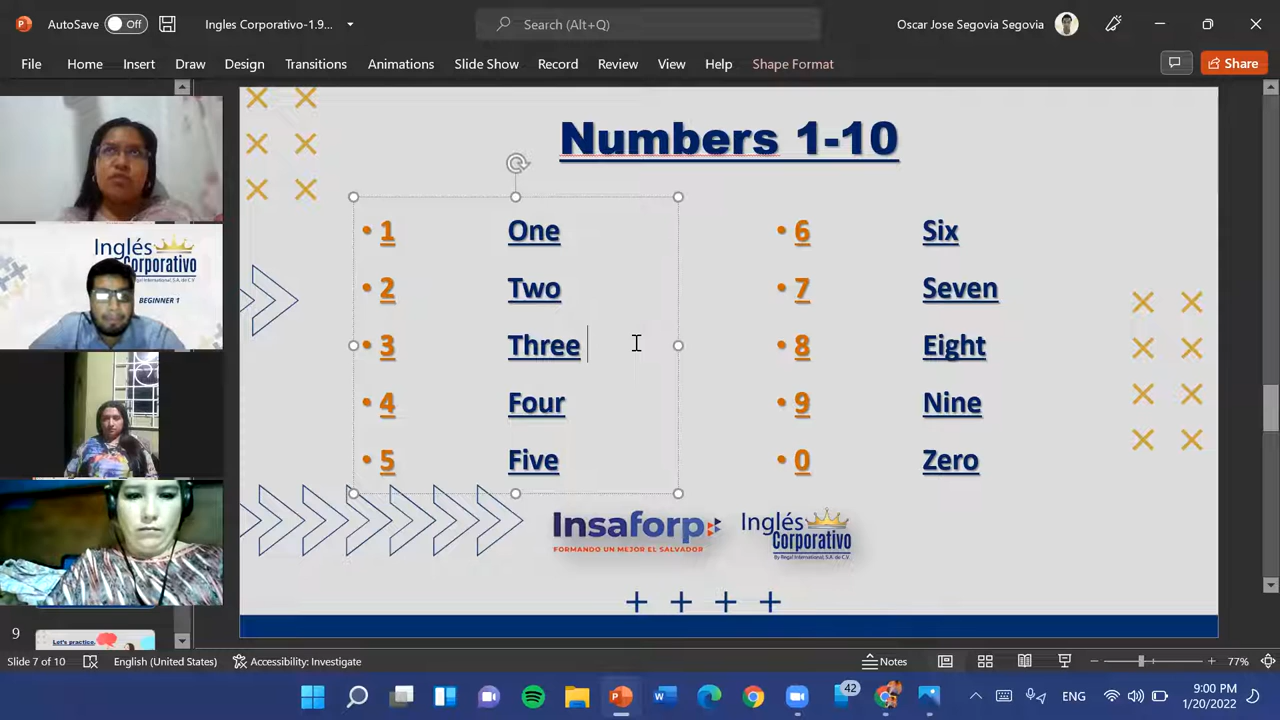 AutoSave Off Ingles Corporativo-1.9... Search (Alt+Q) Oscar Jose Segovia Segovia
File Home Insert Draw Design Transitions Animations Slide Show Record Review View Help Shape Format Share
Numbers 1-10
• 1 One
• 2 Two
• 3 Three
• 4 Four
• 5 Five
• 6 Six
• 7 Seven
• 8 Eight
• 9 Nine
• 0 Zero
Insaforp
FORMANDO UN MEJOR EL SALVADOR
Inglés
Corporativo
By Regal International, S.A. de C.V.
Inglés
Corporativo
BEGINNER 1
9
Let's practice.
Slide 7 of 10 English (United States) Accessibility: Investigate Notes 77%
42
ENG
9:00 PM
1/20/2022